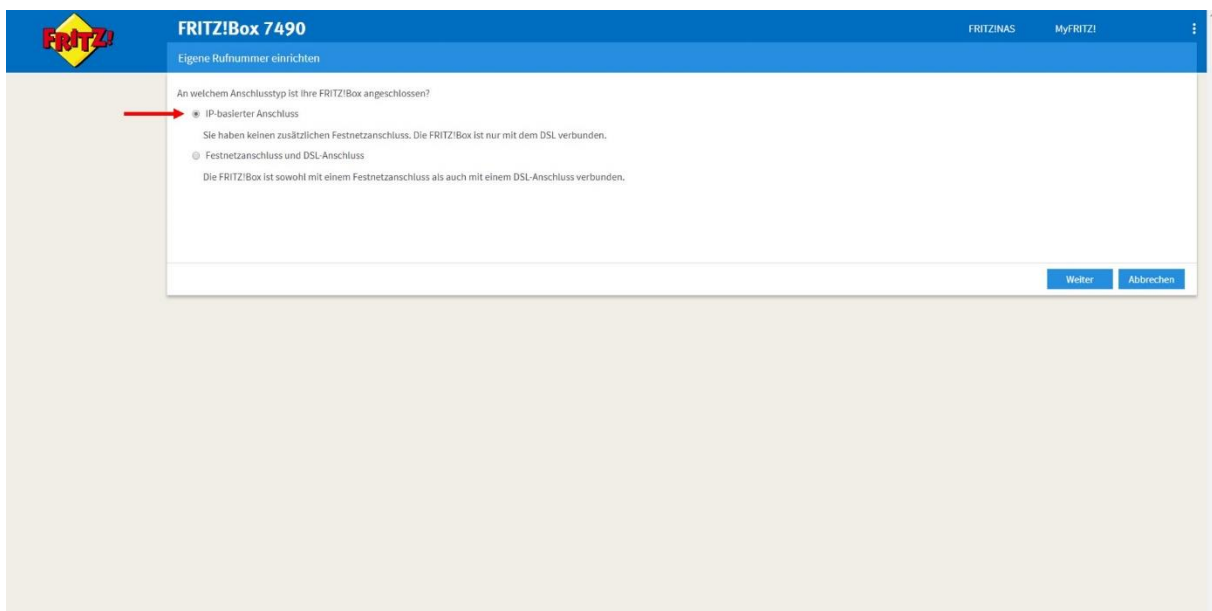 FRITZ!
FRITZ!Box 7490
FRITZ!NAS
MyFRITZ!
Eigene Rufnummer einrichten
An welchem Anschlusstyp ist Ihre FRITZ!Box angeschlossen?
IP-basierter Anschluss
Sie haben keinen zusätzlichen Festnetzanschluss. Die FRITZ!Box ist nur mit dem DSL verbunden.
Festnetzanschluss und DSL-Anschluss
Die FRITZ!Box ist sowohl mit einem Festnetzanschluss als auch mit einem DSL-Anschluss verbunden.
Weiter
Abbrechen